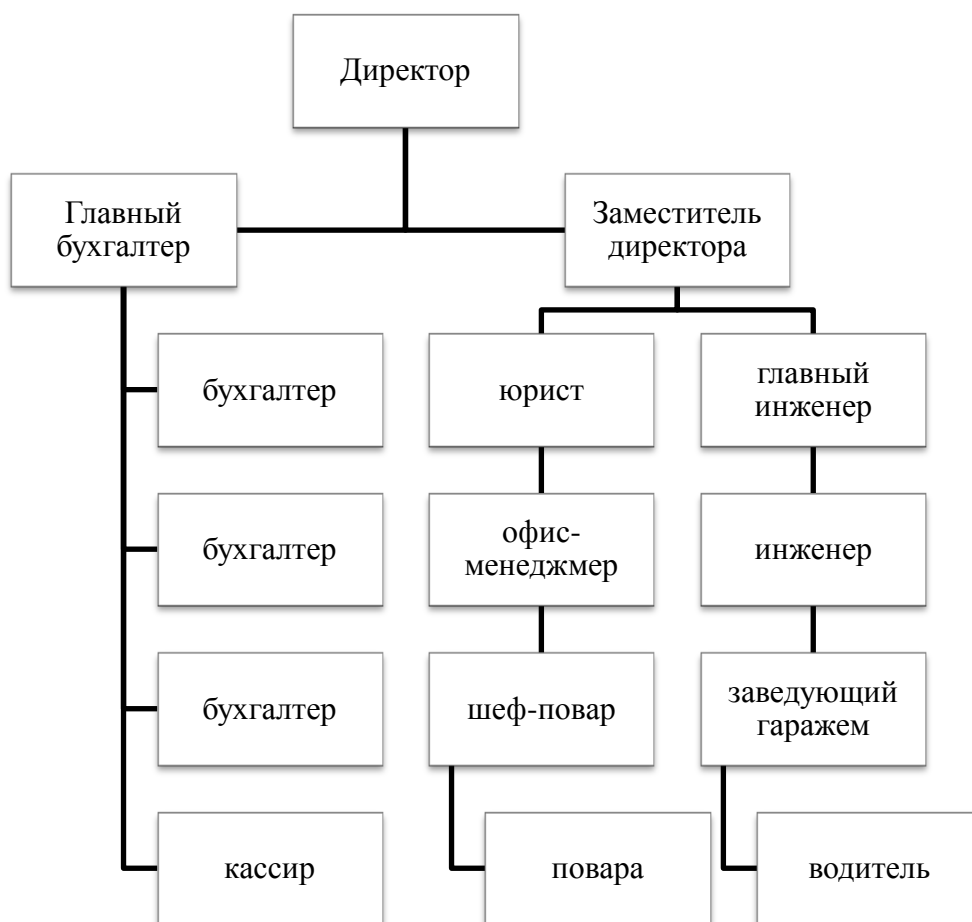 Директор
Главный
бухгалтер
Заместитель
директора
бухгалтер
юрист
главный
инженер
бухгалтер
офис-
менеджмер
инженер
бухгалтер
шеф-повар
заведующий
гаражем
кассир
повара
водитель